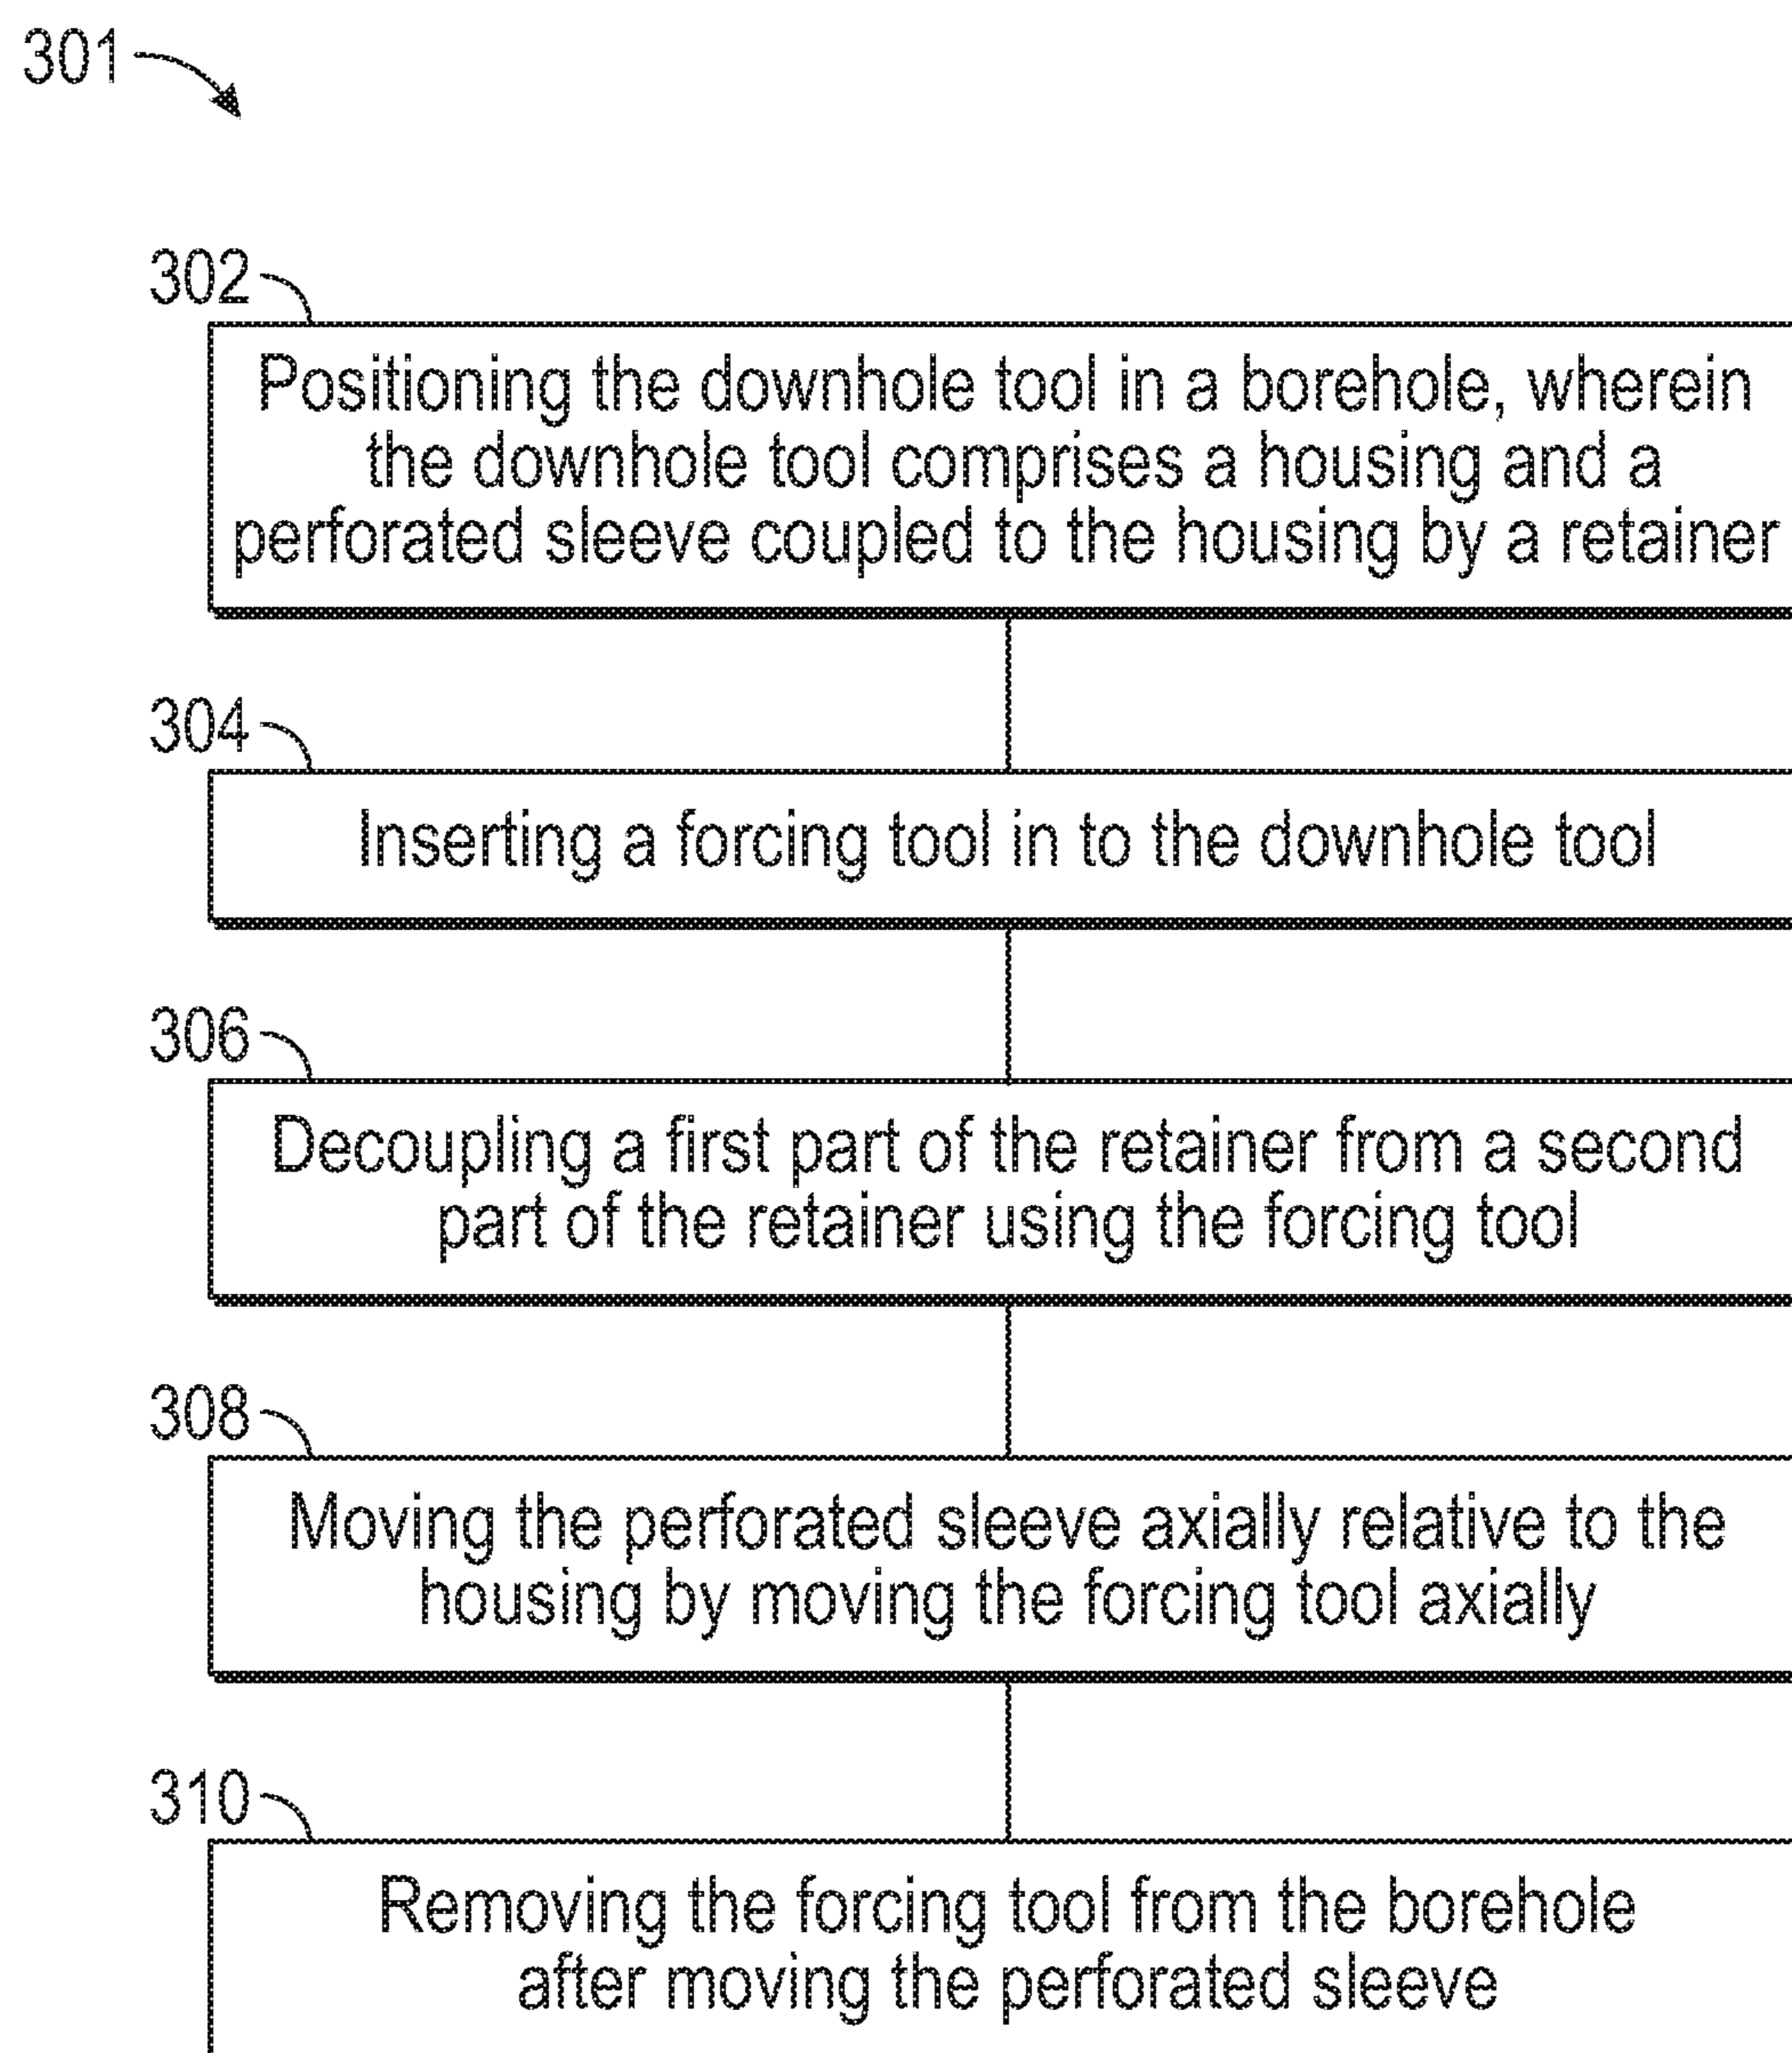 301
302
Positioning the downhole tool in a borehole, wherein
the downhole tool comprises a housing and a
perforated sleeve coupled to the housing by a retainer
304
Inserting a forcing tool in to the downhole tool
306
Decoupling a first part of the retainer from a second
part of the retainer using the forcing tool
308
Moving the perforated sleeve axially relative to the
housing by moving the forcing tool axially
310
Removing the forcing tool from the borehole
after moving the perforated sleeve